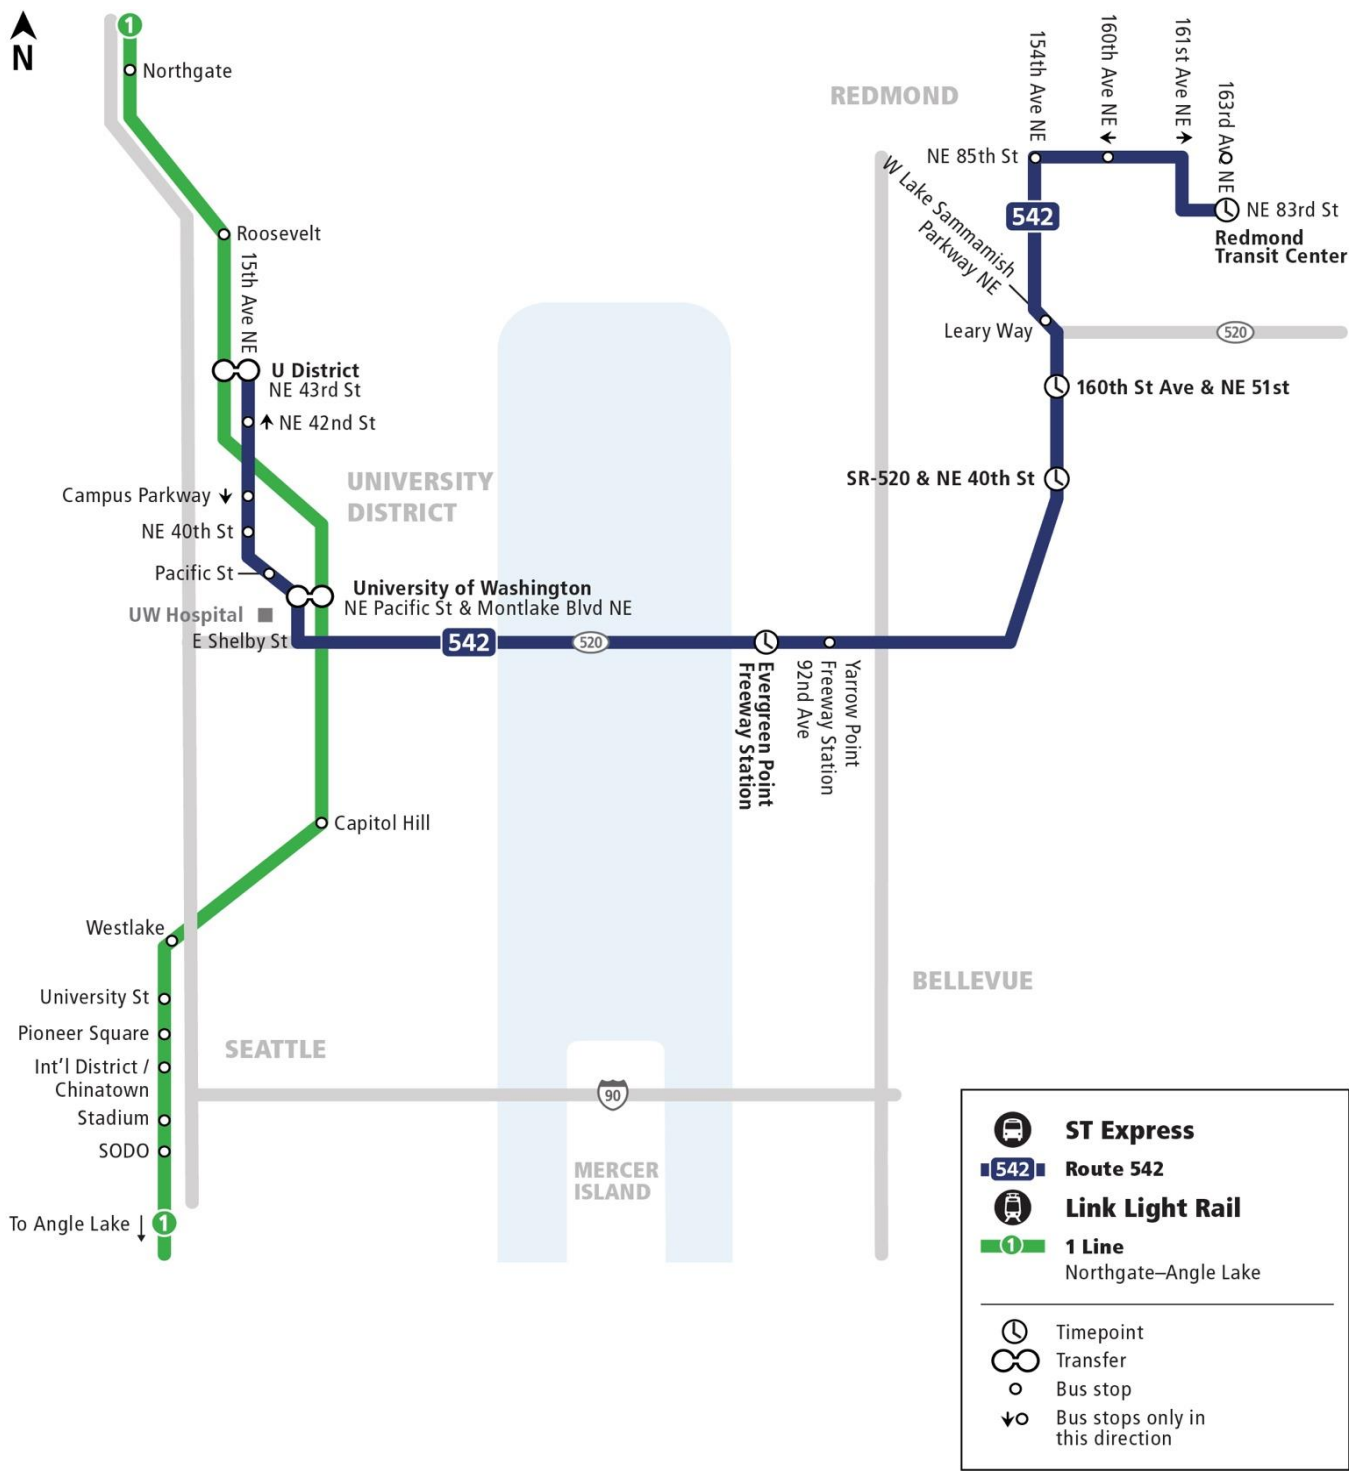 N
1
Northgate
Roosevelt
15th Ave NE
U District
NE 43rd St
NE 42nd St
Campus Parkway
NE 40th St
Pacific St
UNIVERSITY
DISTRICT
University of Washington
NE Pacific St & Montlake Blvd NE
UW Hospital
E Shelby St
542
520
Evergreen Point
Freeway Station
Yarrow Point
Freeway Station
92nd Ave
REDMOND
154th Ave NE
160th Ave NE
161st Ave NE
163rd Ave NE
NE 85th St
542
NE 83rd St
Redmond
Transit Center
W Lake Sammamish
Parkway NE
Leary Way
520
160th St Ave & NE 51st
SR-520 & NE 40th St
Capitol Hill
Westlake
University St
Pioneer Square
Int'l District /
Chinatown
Stadium
SODO
To Angle Lake
1
SEATTLE
BELLEVUE
90
MERCER
ISLAND
ST Express
542 Route 542
Link Light Rail
1 1 Line
Northgate–Angle Lake
Timepoint
Transfer
Bus stop
Bus stops only in
this direction